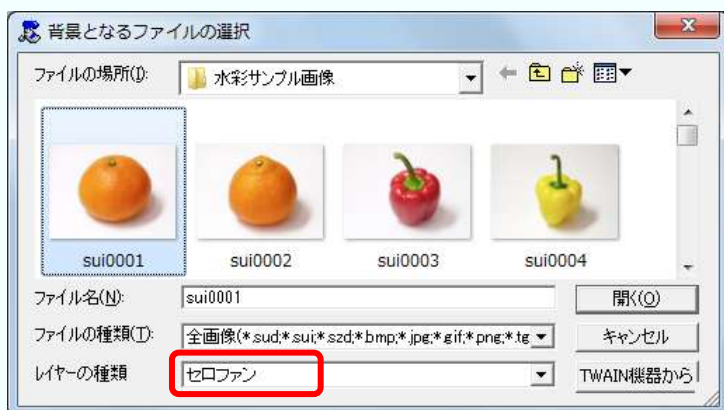 背景となるファイルの選択
ファイルの場所(I):
水彩サンプル画像
sui0001
sui0002
sui0003
sui0004
ファイル名(N):
sui0001
開く(O)
ファイルの種類(T):
全画像(*.sud;*.sui;*.szd;*.bmp;*.jpg;*.gif;*.png;*.tg
キャンセル
レイヤーの種類
セロファン
TWAIN機器から